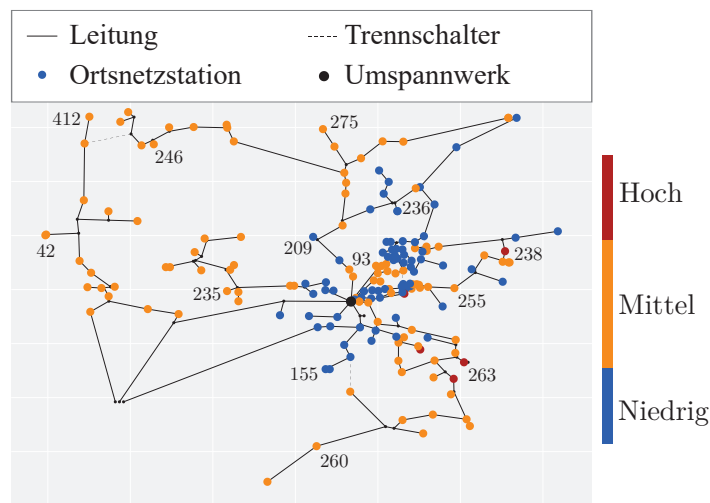 Leitung
Trennschalter
Ortsnetzstation
Umspannwerk
412
275
246
236
42
209
93
238
235
255
155
263
260
Hoch
Mittel
Niedrig